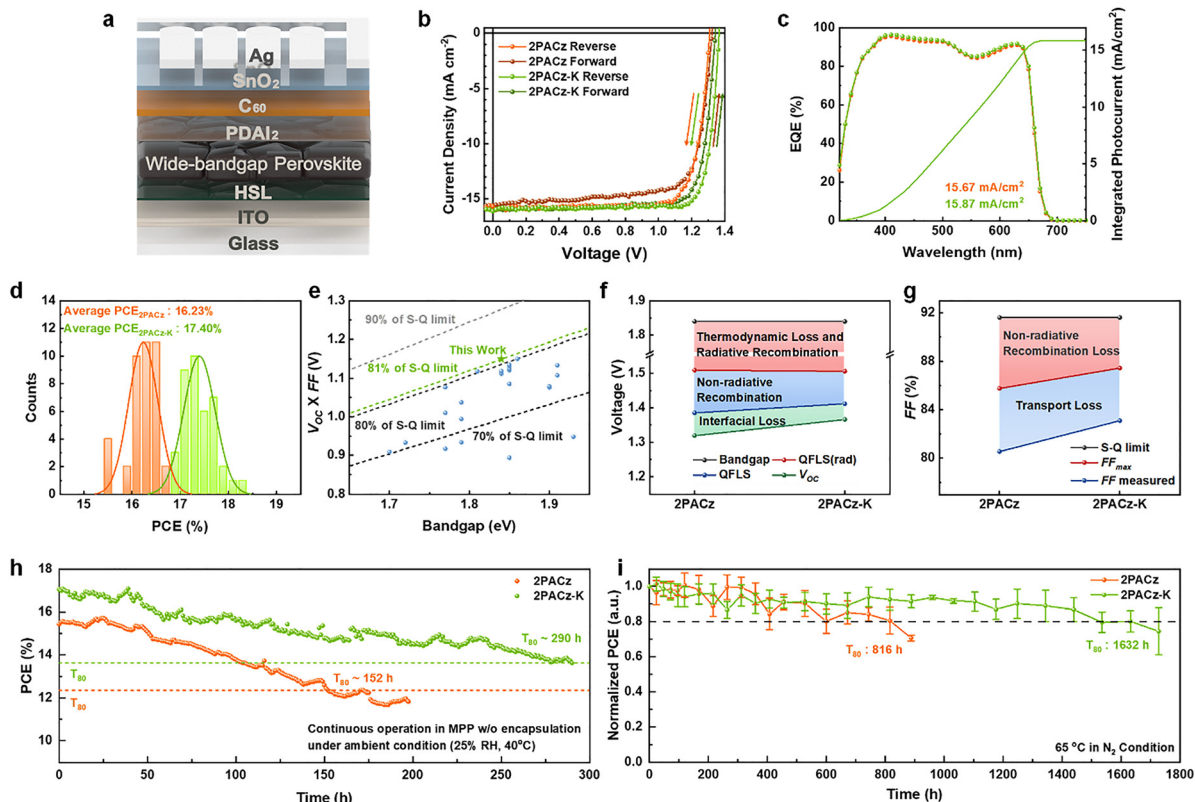 a
Ag
SnO₂
C₆₀
PDAI₂
Wide-bandgap Perovskite
HSL
ITO
Glass
b
Current Density (mA cm⁻²)
0
-5
-10
-15
2PACz Reverse
2PACz Forward
2PACz-K Reverse
2PACz-K Forward
0.0 0.2 0.4 0.6 0.8 1.0 1.2 1.4
Voltage (V)
c
EQE (%)
100
80
60
40
20
0
15.67 mA/cm²
15.87 mA/cm²
400 500 600 700
Wavelength (nm)
Integrated Photocurrent (mA/cm²)
15
10
5
0
d
Counts
14
12
10
8
6
4
2
0
Average PCE2PACz : 16.23%
Average PCE2PACz-K : 17.40%
15 16 17 18 19
PCE (%)
e
VOC X FF (V)
1.3
1.2
1.1
1.0
0.9
0.8
90% of S-Q limit
This Work
81% of S-Q limit
80% of S-Q limit
70% of S-Q limit
1.7 1.8 1.9
Bandgap (eV)
f
Voltage (V)
1.8
1.6
1.5
1.4
1.3
1.2
Thermodynamic Loss and
Radiative Recombination
Non-radiative
Recombination
Interfacial Loss
Bandgap QFLS(rad)
QFLS VOC
2PACz 2PACz-K
g
FF (%)
92
88
84
80
Non-radiative
Recombination Loss
Transport Loss
S-Q limit
FFmax
FF measured
2PACz 2PACz-K
h
PCE (%)
18
16
14
12
10
2PACz
2PACz-K
T80 ~ 290 h
T80 ~ 152 h
T80
T80
Continuous operation in MPP w/o encapsulation
under ambient condition (25% RH, 40°C)
0 50 100 150 200 250 300
Time (h)
i
Normalized PCE (a.u.)
1.0
0.8
0.6
0.4
0.2
0.0
2PACz
2PACz-K
T80 : 816 h
T80 : 1632 h
65 °C in N₂ Condition
0 200 400 600 800 1000 1200 1400 1600 1800
Time (h)